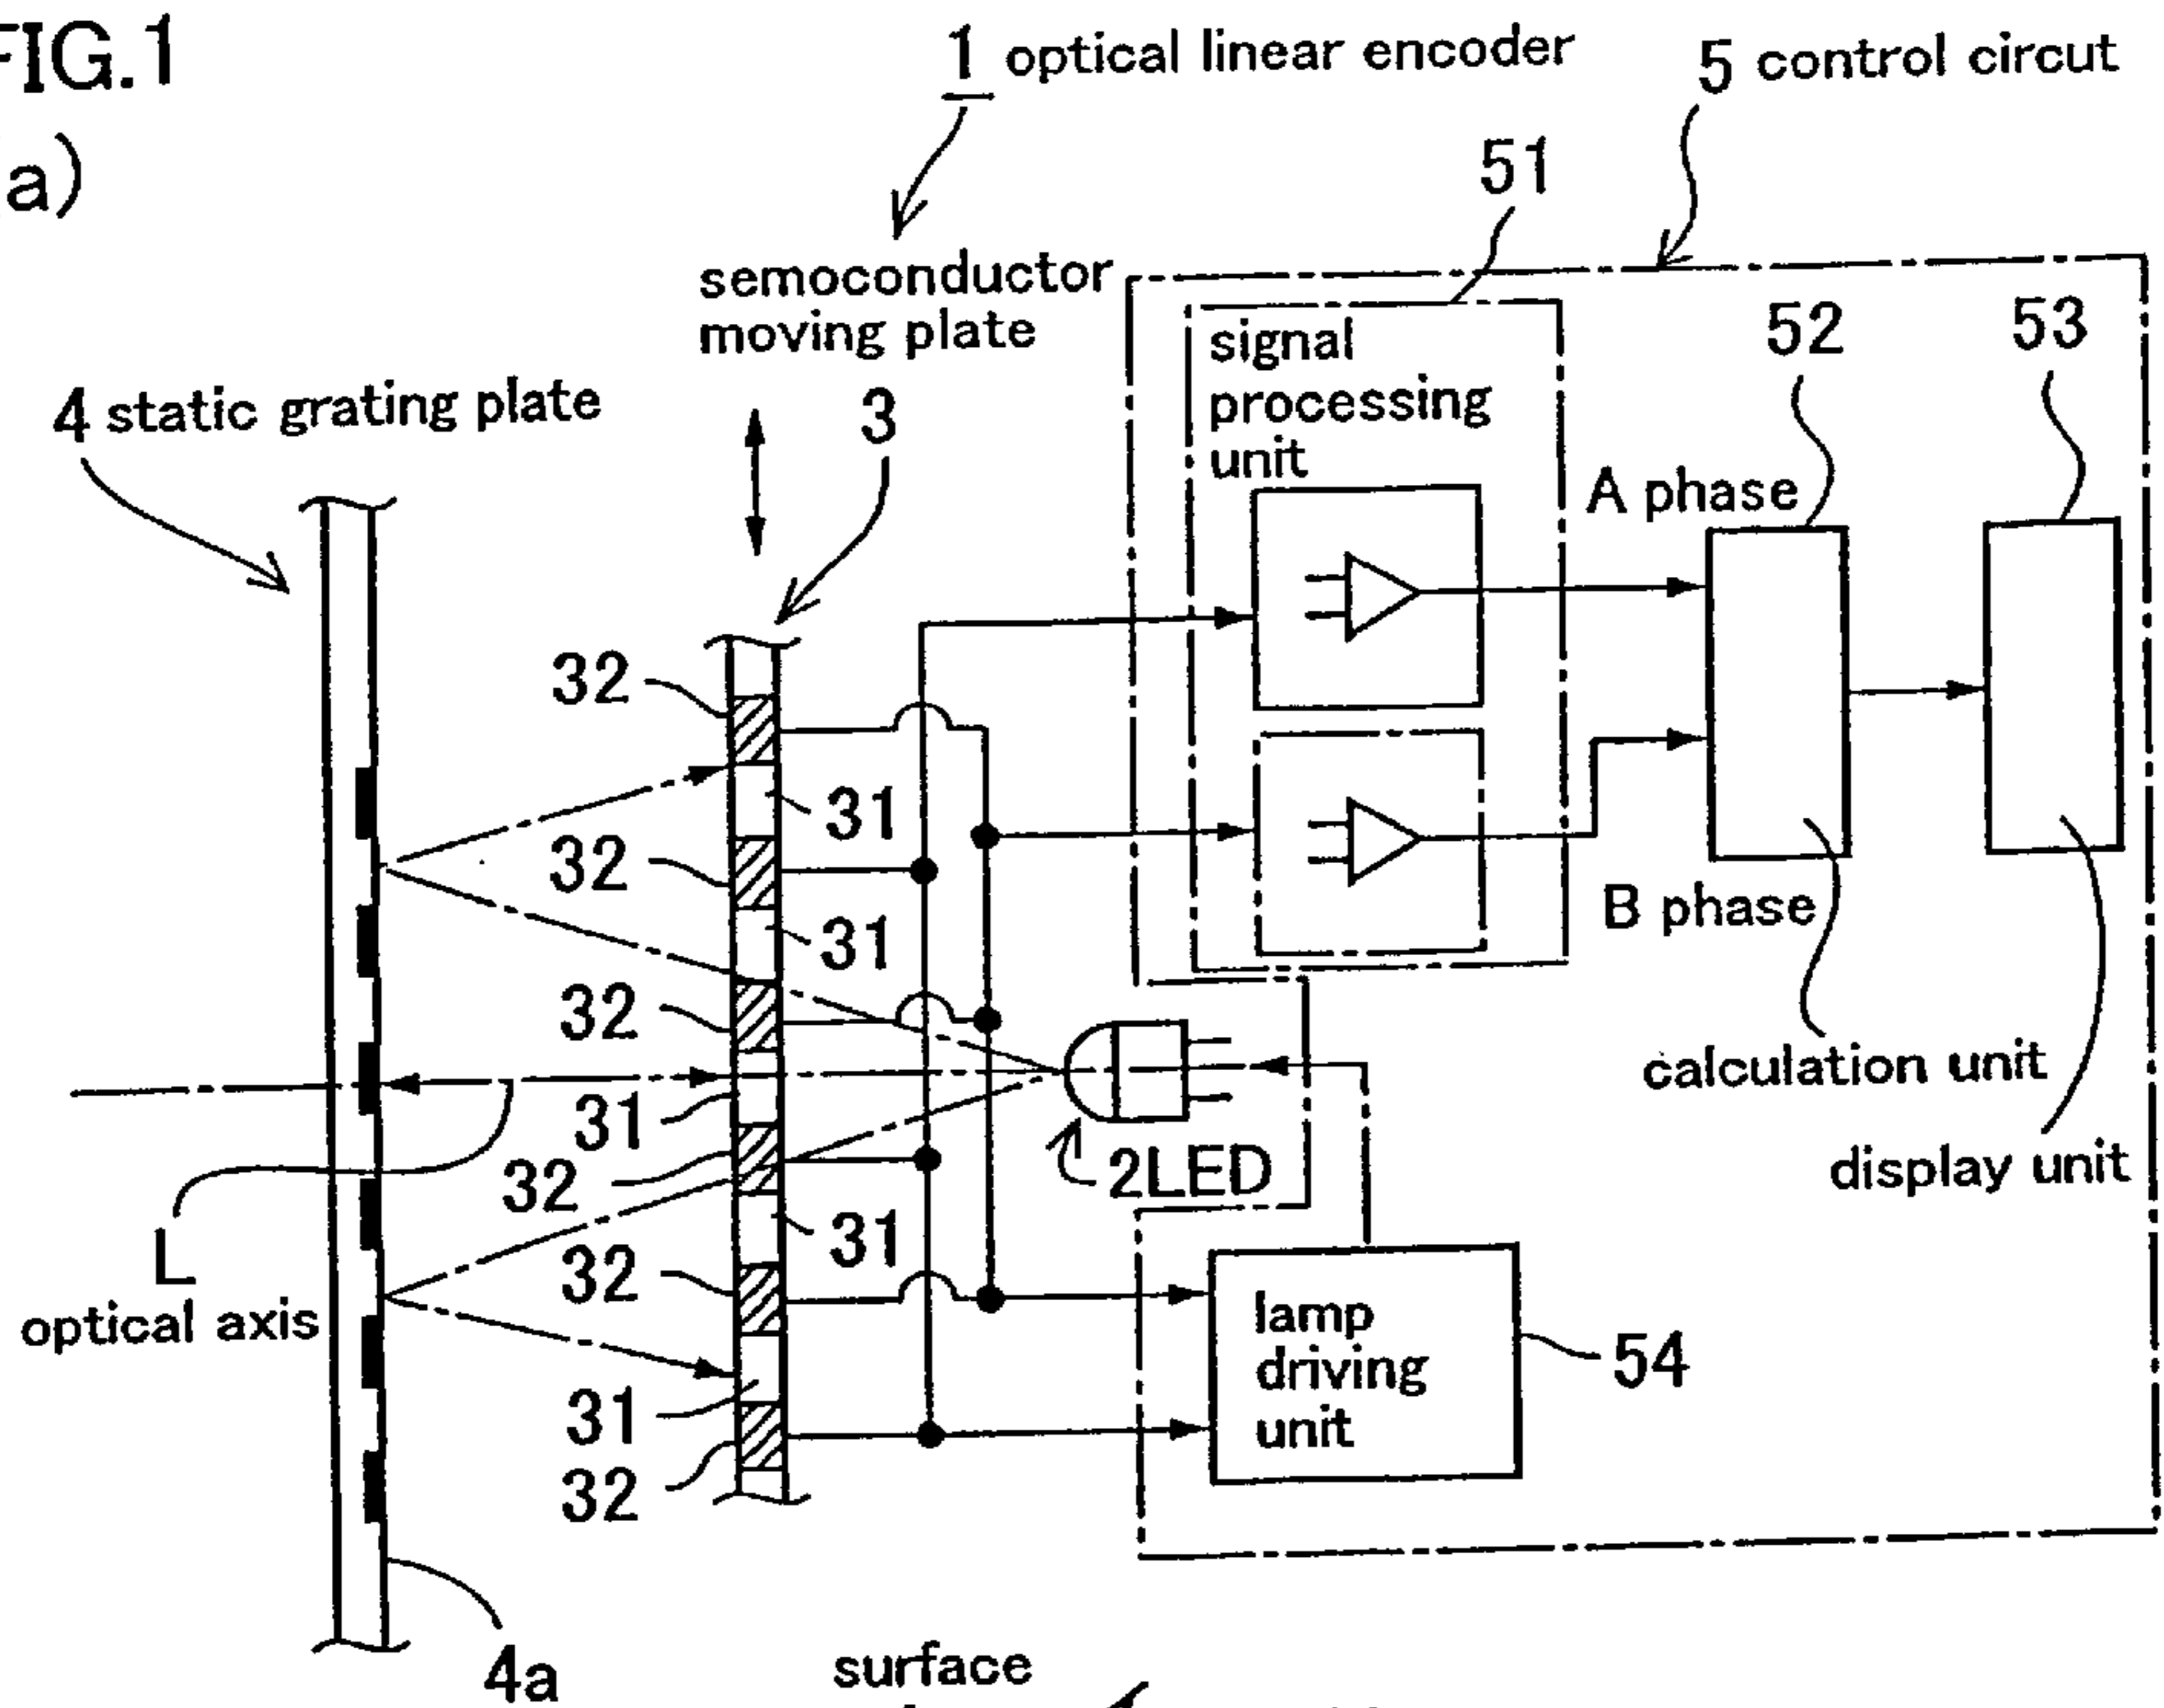 FIG.1
(a)
1 optical linear encoder
5 control circut
51
semoconductor
moving plate
signal
processing
unit
52
53
4 static grating plate
3
A phase
32
31
32
31
B phase
32
calculation unit
31
32
2LED
display unit
31
L
optical axis
32
lamp
driving
unit
54
31
32
4a
surface